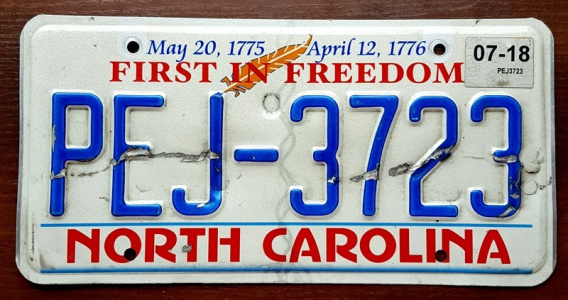 May 20, 1775 April 12, 1776
FIRST IN FREEDOM
07-18
PEJ3723
PEJ-3723
NORTH CAROLINA